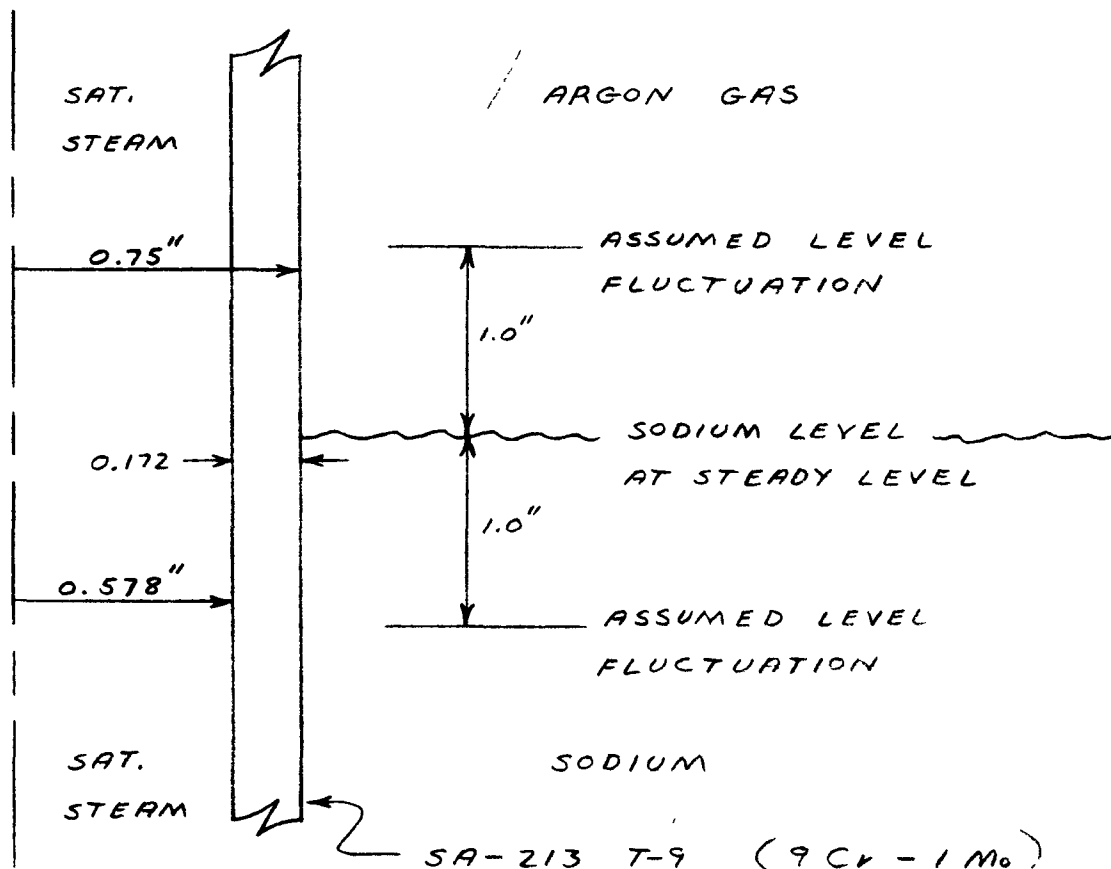 SAT.
STEAM
ARGON GAS
0.75"
ASSUMED LEVEL
FLUCTUATION
1.0"
SODIUM LEVEL
AT STEADY LEVEL
0.172
1.0"
0.578"
ASSUMED LEVEL
FLUCTUATION
SAT.
STEAM
SODIUM
SA-213 T-9 (9 Cr - 1 Mo)